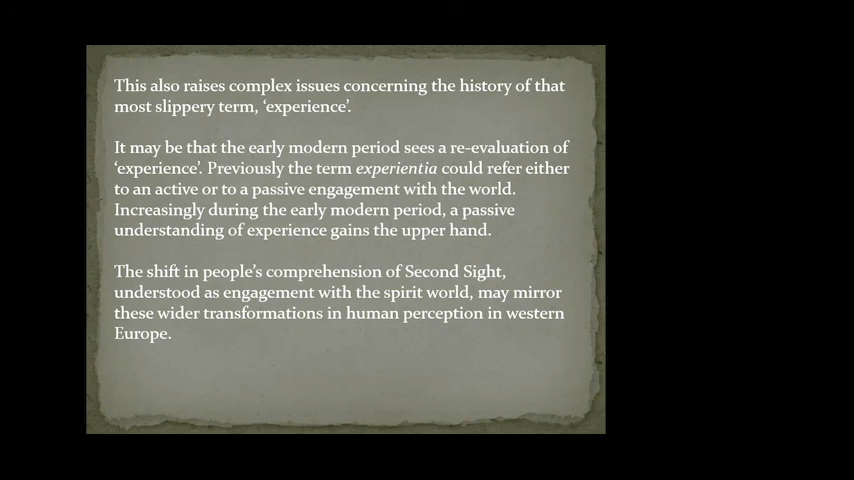 This also raises complex issues concerning the history of that
most slippery term, ‘experience’.
It may be that the early modern period sees a re-evaluation of
‘experience’. Previously the term experientia could refer either
to an active or to a passive engagement with the world.
Increasingly during the early modern period, a passive
understanding of experience gains the upper hand.
The shift in people’s comprehension of Second Sight,
understood as engagement with the spirit world, may mirror
these wider transformations in human perception in western
Europe.